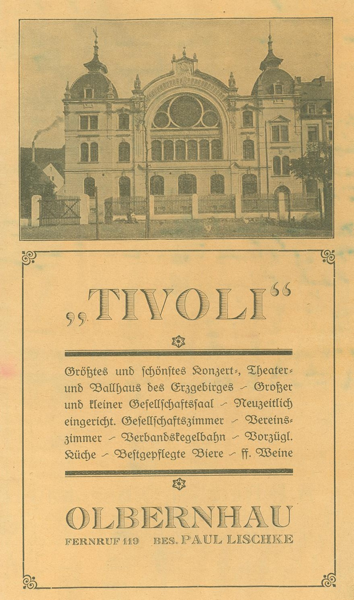 „TIVOLI“
Größtes und schönstes Konzert-, Theater-
und Ballhaus des Erzgebirges – Großer
und kleiner Gesellschaftssaal – Neuzeitlich
eingericht. Gesellschaftszimmer – Vereins-
zimmer – Verbandskegelbahn – Vorzügl.
Küche – Bestgepflegte Biere – ff. Weine
OLBERNHAU
FERNRUF 119 BES. PAUL LISCHKE